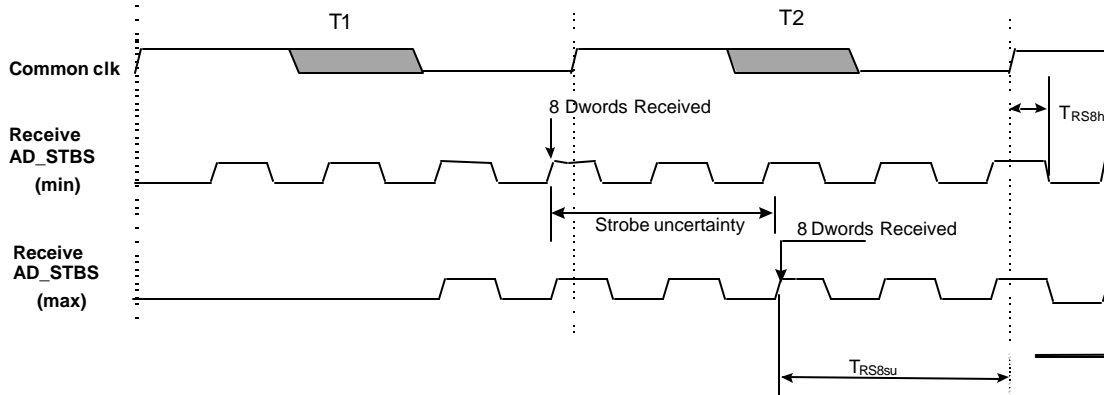 T1
T2
Common clk
8 Dwords Received
TRS8h
Receive
AD_STBS
(min)
Strobe uncertainty
8 Dwords Received
Receive
AD_STBS
(max)
TRS8su